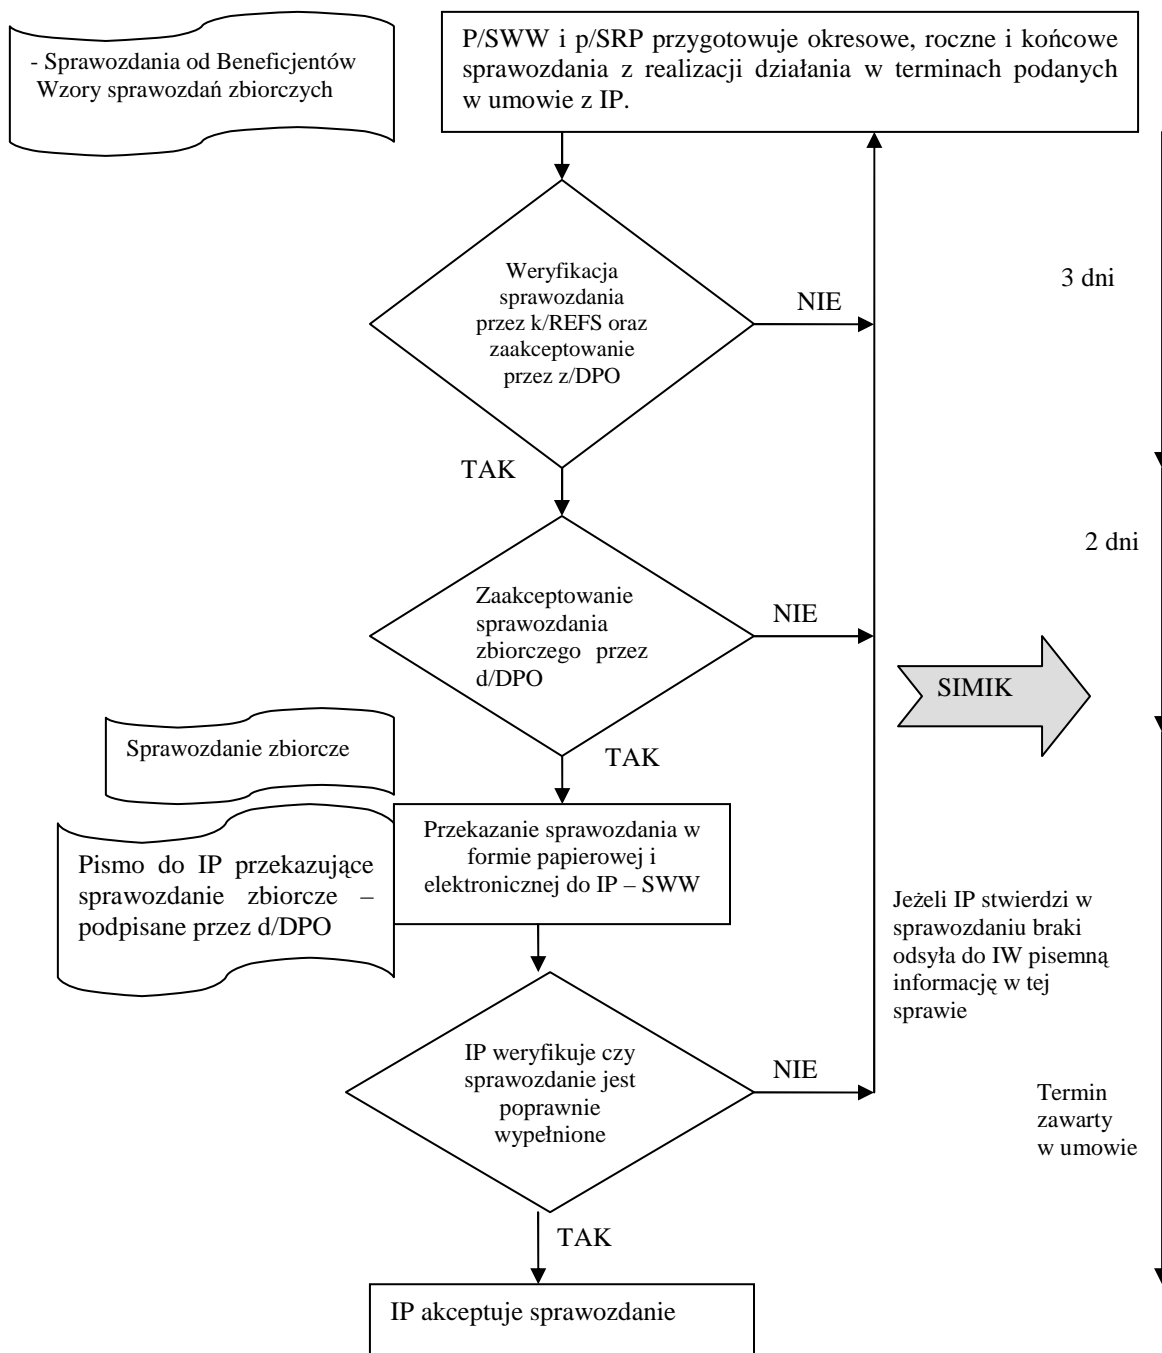 - Sprawozdania od Beneficjentów
Wzory sprawozdań zbiorczych
P/SWW i p/SRP przygotowuje okresowe, roczne i końcowe
sprawozdania z realizacji działania w terminach podanych
w umowie z IP.
Weryfikacja
sprawozdania
przez k/REFS oraz
zaakceptowanie
przez z/DPO
NIE
3 dni
TAK
2 dni
Zaakceptowanie
sprawozdania
zbiorczego przez
d/DPO
NIE
SIMIK
TAK
Sprawozdanie zbiorcze
Pismo do IP przekazujące
sprawozdanie zbiorcze –
podpisane przez d/DPO
Przekazanie sprawozdania w
formie papierowej i
elektronicznej do IP – SWW
Jeżeli IP stwierdzi w
sprawozdaniu braki
odsyła do IW pisemną
informację w tej
sprawie
IP weryfikuje czy
sprawozdanie jest
poprawnie
wypełnione
NIE
Termin
zawarty
w umowie
TAK
IP akceptuje sprawozdanie